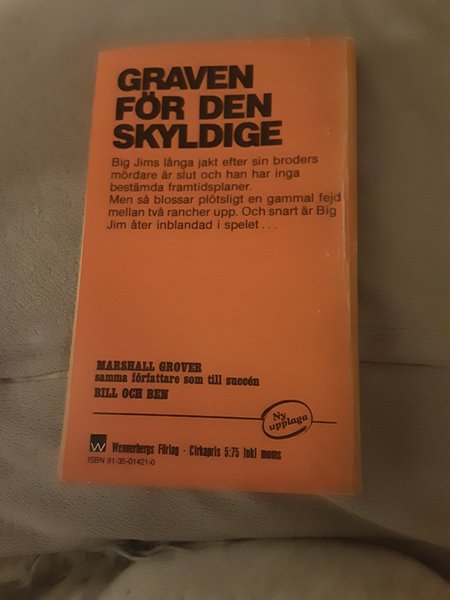 GRAVEN
FÖR DEN
SKYLDIGE
Big Jims långa jakt efter sin broders
mördare är slut och han har inga
bestämda framtidsplaner.
Men så blossar plötsligt en gammal fejd
mellan två rancher upp. Och snart är Big
Jim åter inblandad i spelet . . .
MARSHALL GROVER
samma författare som till succén
BILL OCH BEN
Ny
upplaga
W Wennerbergs Förlag · Cirkapris 5:75 inkl moms
ISBN 91-35-01421-0